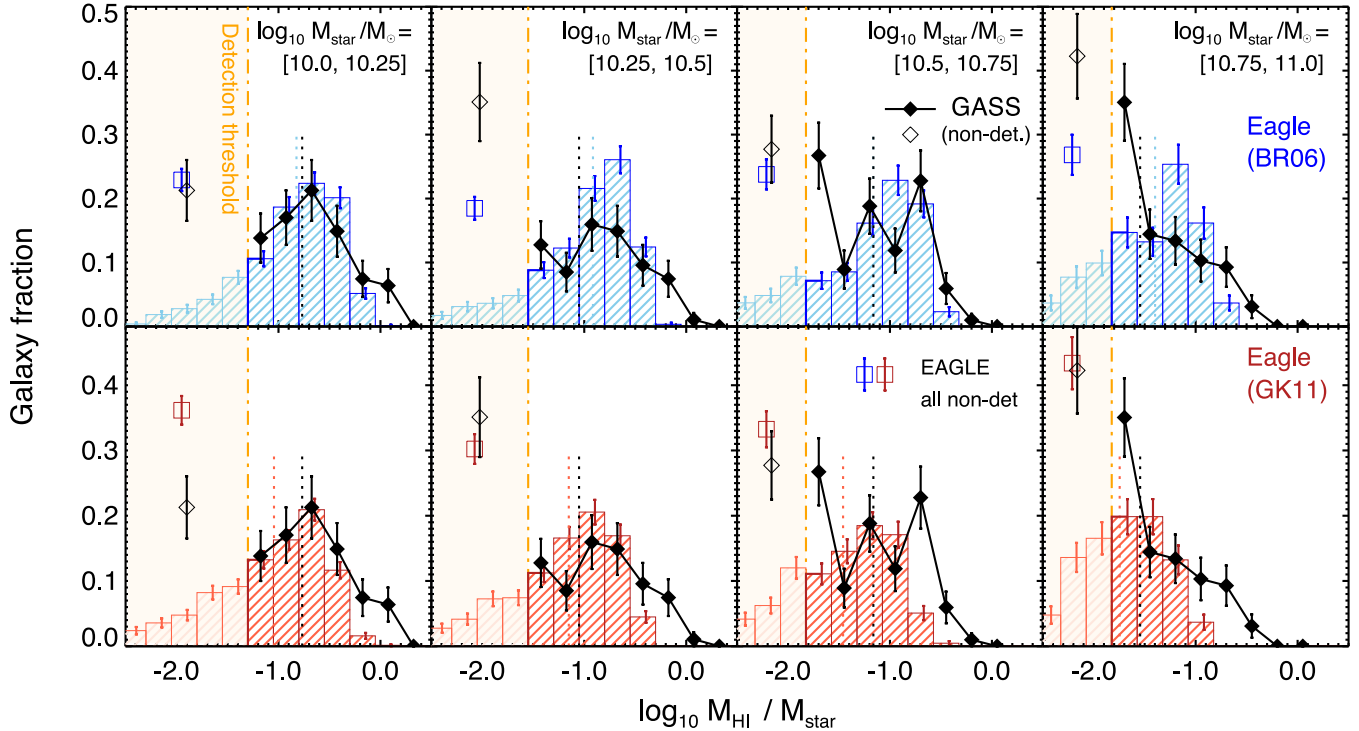 0.5
0.4
0.3
0.2
0.1
0.0
Detection threshold
log₁₀ Mstar/M☉ =
[10.0, 10.25]
log₁₀ Mstar/M☉ =
[10.25, 10.5]
log₁₀ Mstar/M☉ =
[10.5, 10.75]
GASS
(non-det.)
log₁₀ Mstar/M☉ =
[10.75, 11.0]
Eagle
(BR06)
Galaxy fraction
0.4
0.3
0.2
0.1
0.0
EAGLE
all non-det
Eagle
(GK11)
-2.0 -1.0 0.0 -2.0 -1.0 0.0 -2.0 -1.0 0.0 -2.0 -1.0 0.0
log₁₀ MHI / Mstar